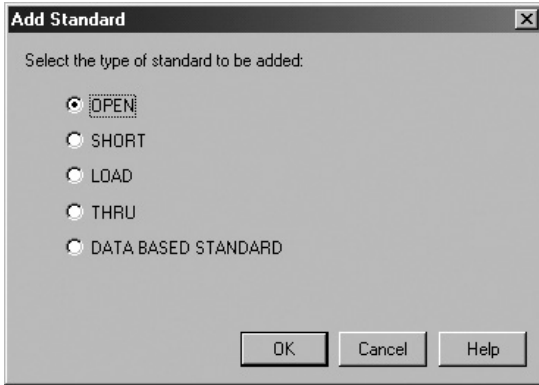 Add Standard
Select the type of standard to be added:
OPEN
SHORT
LOAD
THRU
DATA BASED STANDARD
OK Cancel Help